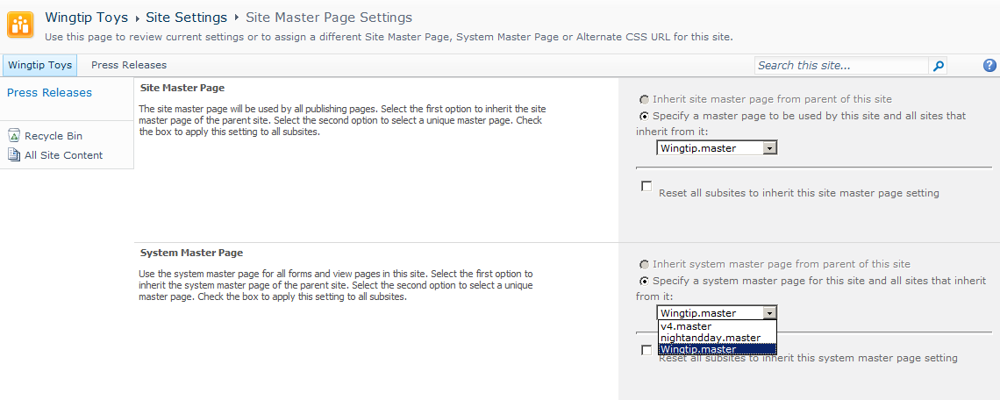 Wingtip Toys ▸ Site Settings ▸ Site Master Page Settings
Use this page to review current settings or to assign a different Site Master Page, System Master Page or Alternate CSS URL for this site.
Wingtip Toys Press Releases Search this site... ?
Press Releases
Recycle Bin
All Site Content
Site Master Page
The site master page will be used by all publishing pages. Select the first option to inherit the site
master page of the parent site. Select the second option to select a unique master page. Check
the box to apply this setting to all subsites.
Inherit site master page from parent of this site
Specify a master page to be used by this site and all sites that
inherit from it:
Wingtip.master
Reset all subsites to inherit this site master page setting
System Master Page
Use the system master page for all forms and view pages in this site. Select the first option to
inherit the system master page of the parent site. Select the second option to select a unique
master page. Check the box to apply this setting to all subsites.
Inherit system master page from parent of this site
Specify a system master page for this site and all sites that inherit
from it:
Wingtip.master
v4.master
nightandday.master
Wingtip.master
Reset all subsites to inherit this system master page setting